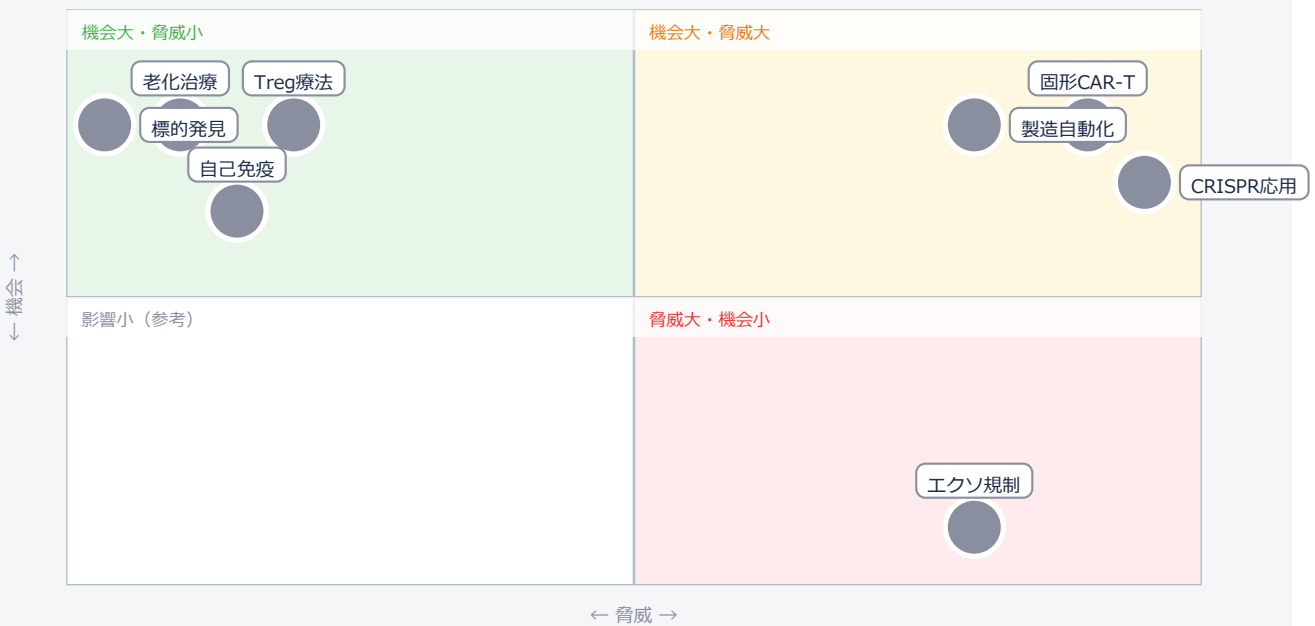 機会大・脅威小
機会大・脅威大
老化治療
Treg療法
固形CAR-T
標的発見
製造自動化
自己免疫
CRISPR応用
← 機会 →
影響小（参考）
脅威大・機会小
エクソ規制
← 脅威 →